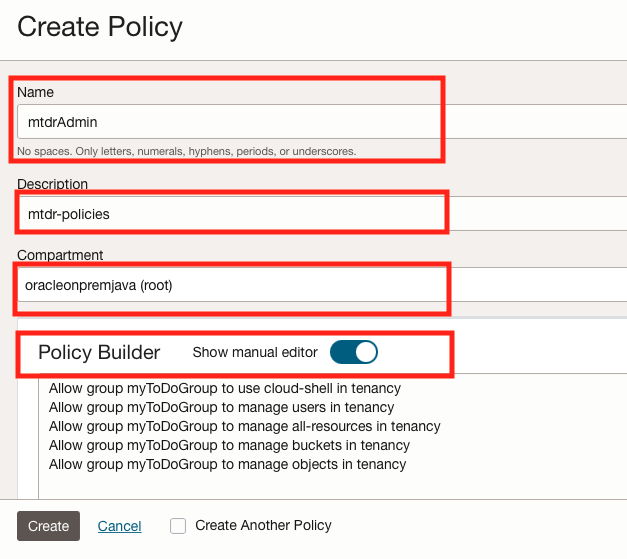 Create Policy
Name
mtdrAdmin
No spaces. Only letters, numerals, hyphens, periods, or underscores.
Description
mtdr-policies
Compartment
oracleonpremjava (root)
Policy Builder Show manual editor
Allow group myToDoGroup to use cloud-shell in tenancy
Allow group myToDoGroup to manage users in tenancy
Allow group myToDoGroup to manage all-resources in tenancy
Allow group myToDoGroup to manage buckets in tenancy
Allow group myToDoGroup to manage objects in tenancy
Create Cancel Create Another Policy